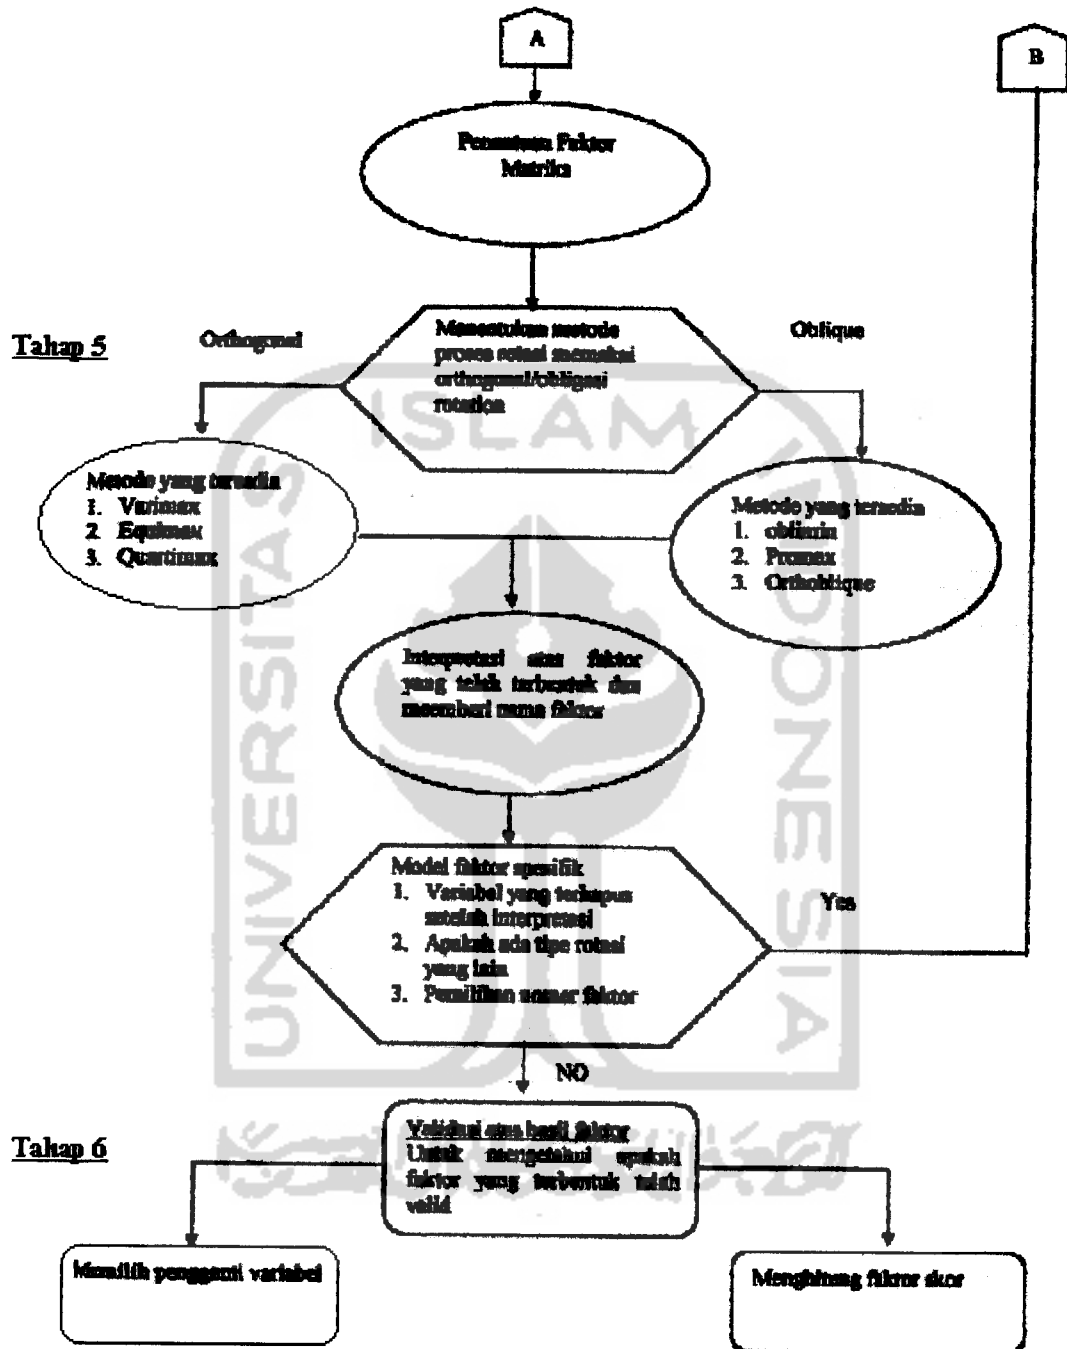 A
B
Penentuan Faktor
Matriks
Tahap 5
Orthogonal
Menentukan metode
proses rotasi memakai
orthogonal/obligasi
rotation
Oblique
Metode yang tersedia
1. Varimax
2. Equimax
3. Quartimax
Metode yang tersedia
1. oblimin
2. Promax
3. Orthoblique
Interpretasi atas faktor
yang telah terbentuk dan
memberi nama faktor
Model faktor spesifik
1. Variabel yang terhapus
setelah interpretasi
2. Apakah ada tipe rotasi
yang lain
3. Pemilihan nomer faktor
Yes
NO
Tahap 6
Validasi atas hasil faktor
Untuk mengetahui apakah
faktor yang terbentuk telah
valid
Memilih pengganti variabel
Menghitung faktor skor
ISLAM
UNIVERSITAS
INDONESIA